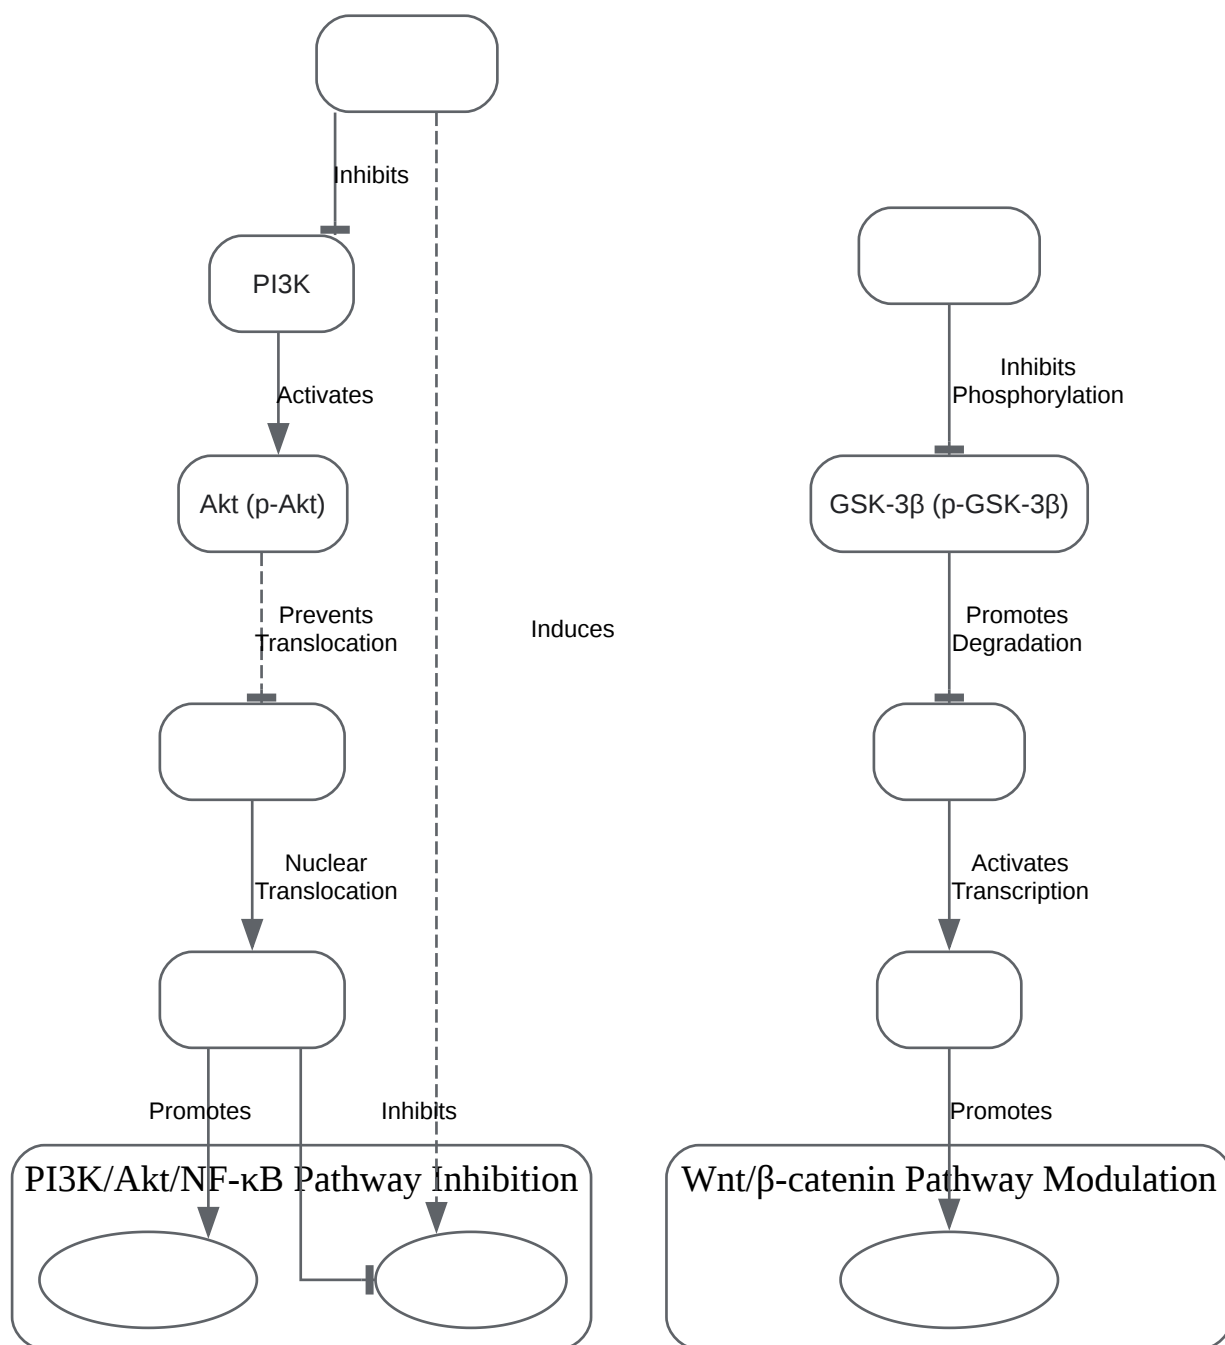 Inhibits
PI3K
Inhibits
Phosphorylation
Activates
Akt (p-Akt)
GSK-3β (p-GSK-3β)
Prevents
Translocation
Induces
Promotes
Degradation
Nuclear
Translocation
Activates
Transcription
Promotes
Inhibits
Promotes
PI3K/Akt/NF-κB Pathway Inhibition
Wnt/β-catenin Pathway Modulation